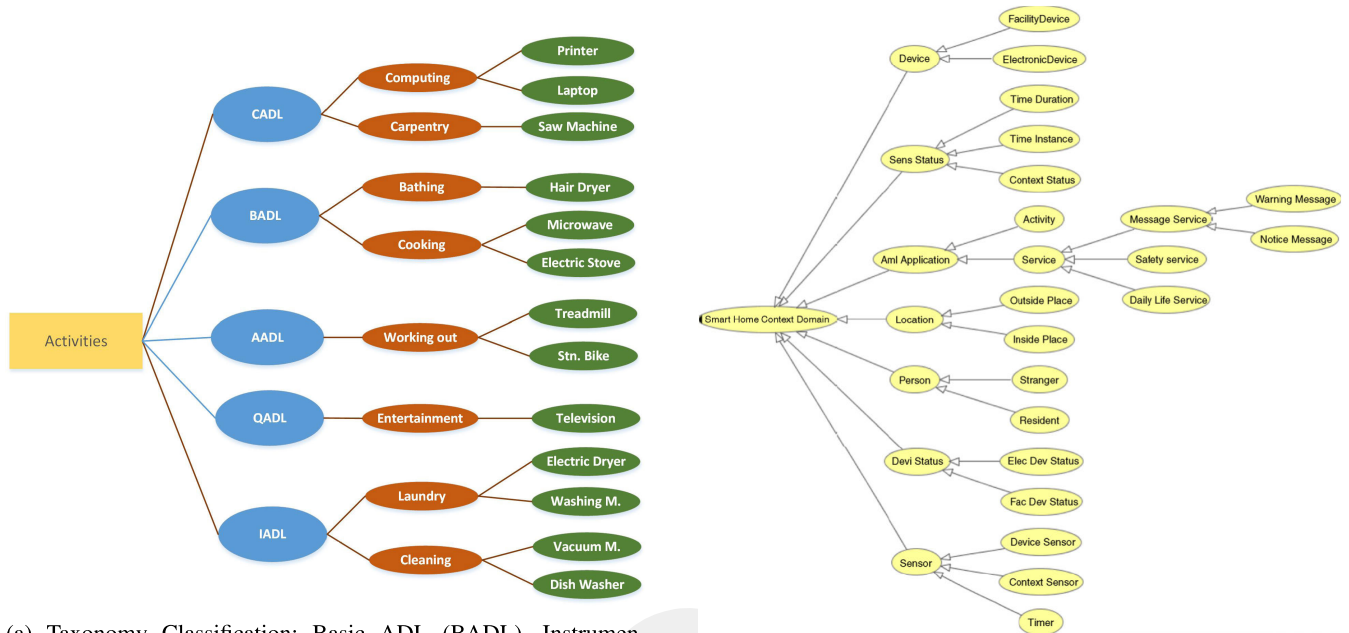 Activities
CADL
Computing
Printer
Laptop
Carpentry
Saw Machine
BADL
Bathing
Hair Dryer
Cooking
Microwave
Electric Stove
AADL
Working out
Treadmill
Stn. Bike
QADL
Entertainment
Television
IADL
Laundry
Electric Dryer
Washing M.
Cleaning
Vacuum M.
Dish Washer
(a) Taxonomy Classification: Basic ADL (BADL), Instrumen
Smart Home Context Domain
Device
FacilityDevice
ElectronicDevice
Sens Status
Time Duration
Time Instance
Context Status
AmI Application
Activity
Service
Message Service
Warning Message
Notice Message
Safety service
Daily Life Service
Location
Outside Place
Inside Place
Person
Stranger
Resident
Devi Status
Elec Dev Status
Fac Dev Status
Sensor
Device Sensor
Context Sensor
Timer